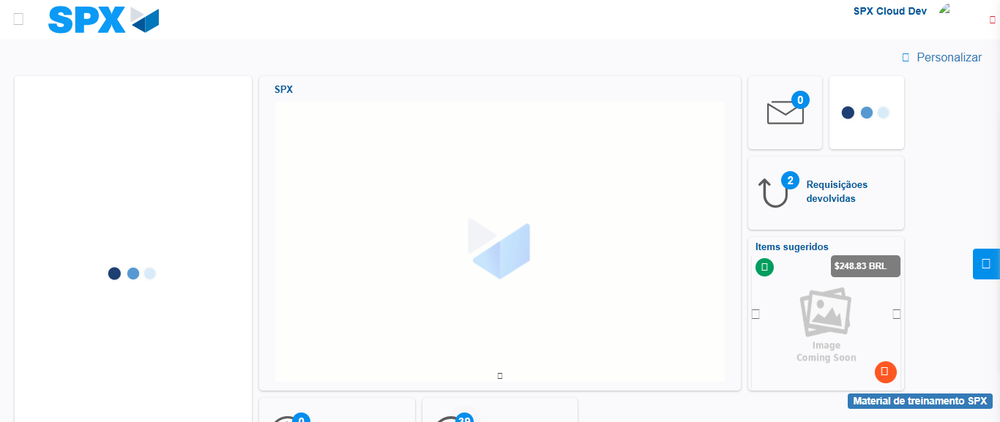 SPX
SPX Cloud Dev
Personalizar
SPX
0
2
Requisiçãoes
devolvidas
Items sugeridos
$248.83 BRL
Image
Coming Soon
Material de treinamento SPX
0
39